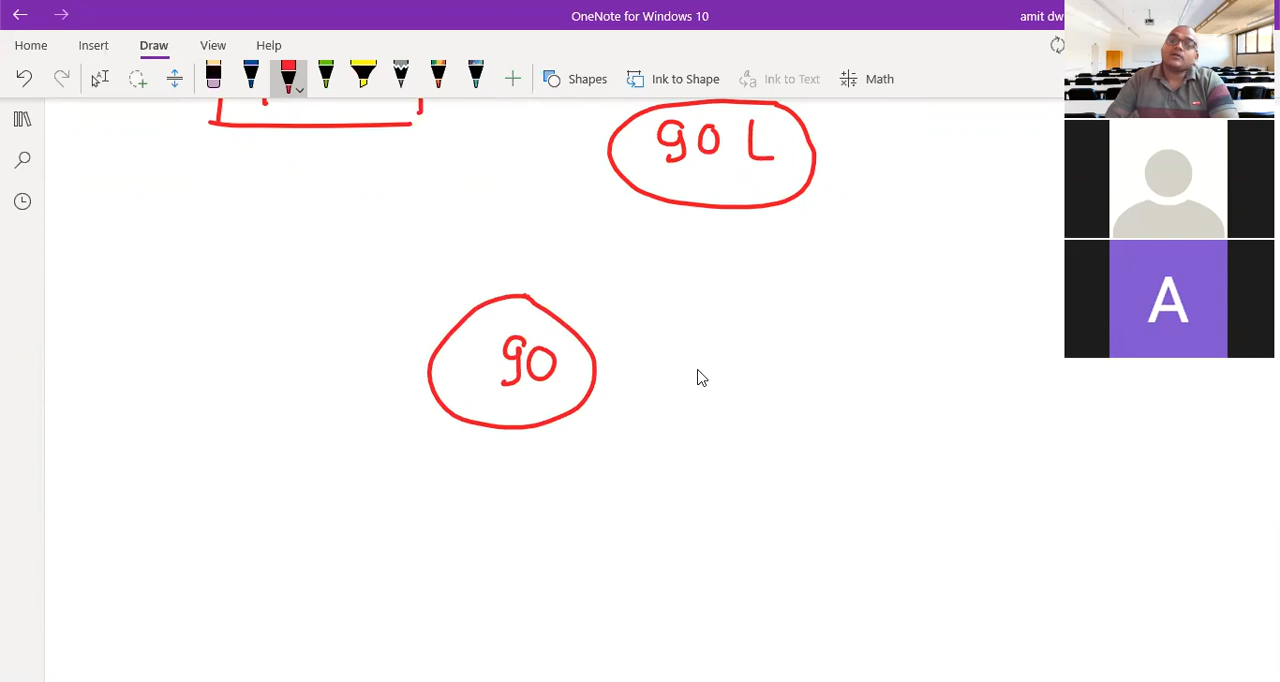 OneNote for Windows 10
amit dw
Home Insert Draw View Help
Shapes Ink to Shape Ink to Text Math
90 L
90
A